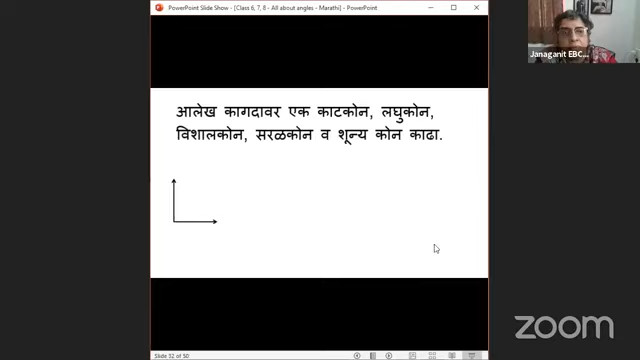 PowerPoint Slide Show - [Class 6, 7, 8 - All about angles - Marathi] - PowerPoint
Janaganit EBC...
आलेख कागदावर एक काटकोन, लघुकोन,
विशालकोन, सरळकोन व शून्य कोन काढा.
zoom
Slide 32 of 50